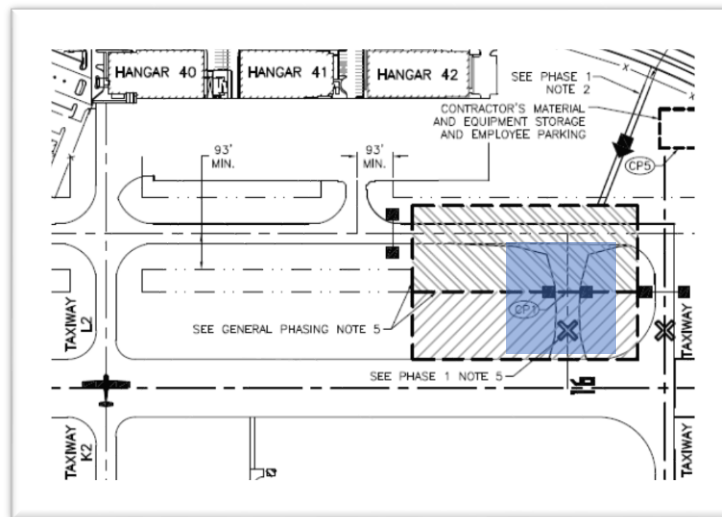 HANGAR 40
HANGAR 41
HANGAR 42
SEE PHASE 1
NOTE 2
CONTRACTOR'S MATERIAL
AND EQUIPMENT STORAGE
AND EMPLOYEE PARKING
93'
MIN.
93'
MIN.
CP5
CP1
TAXIWAY
L2
SEE GENERAL PHASING NOTE 5
TAXIWAY
SEE PHASE 1 NOTE 5
16
TAXIWAY
K2
TAXIWAY